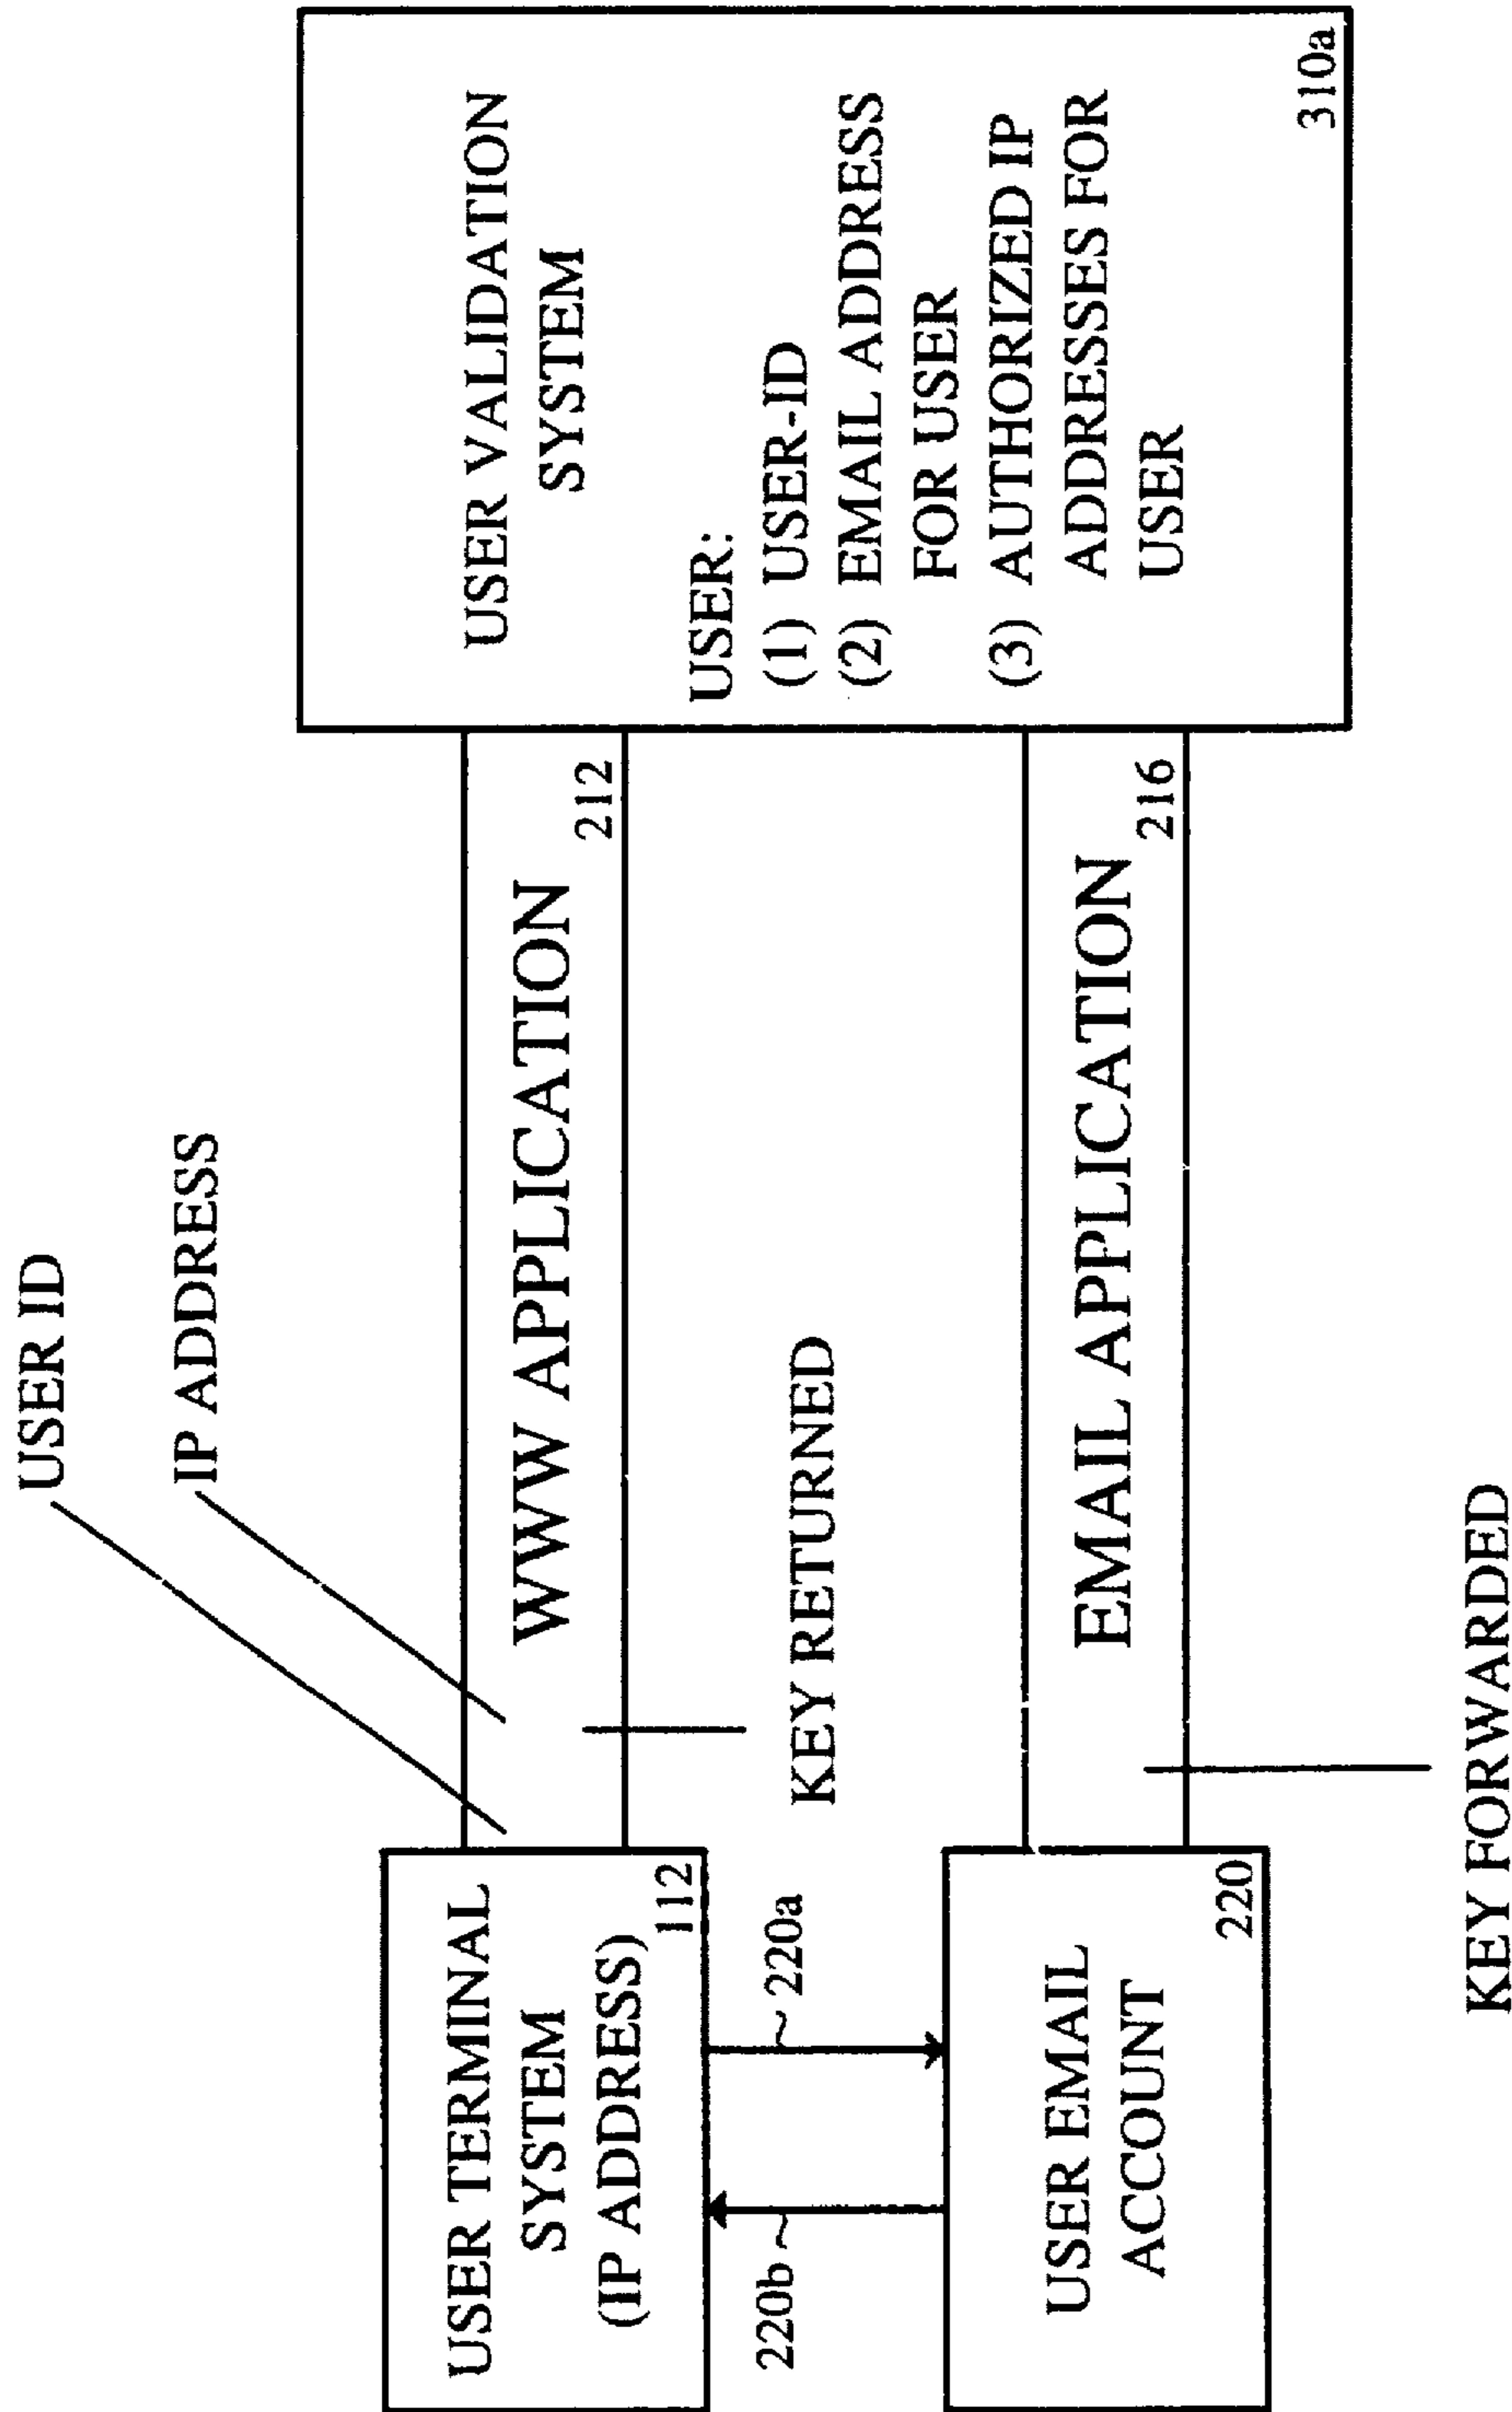 USER ID
IP ADDRESS
USER TERMINAL
SYSTEM
(IP ADDRESS)
112
WWW APPLICATION
212
KEY RETURNED
220b
220a
USER EMAIL
ACCOUNT
220
EMAIL APPLICATION
216
KEY FORWARDED
USER VALIDATION
SYSTEM
USER:
(1) USER-ID
(2) EMAIL ADDRESS
FOR USER
(3) AUTHORIZED IP
ADDRESSES FOR
USER
310a